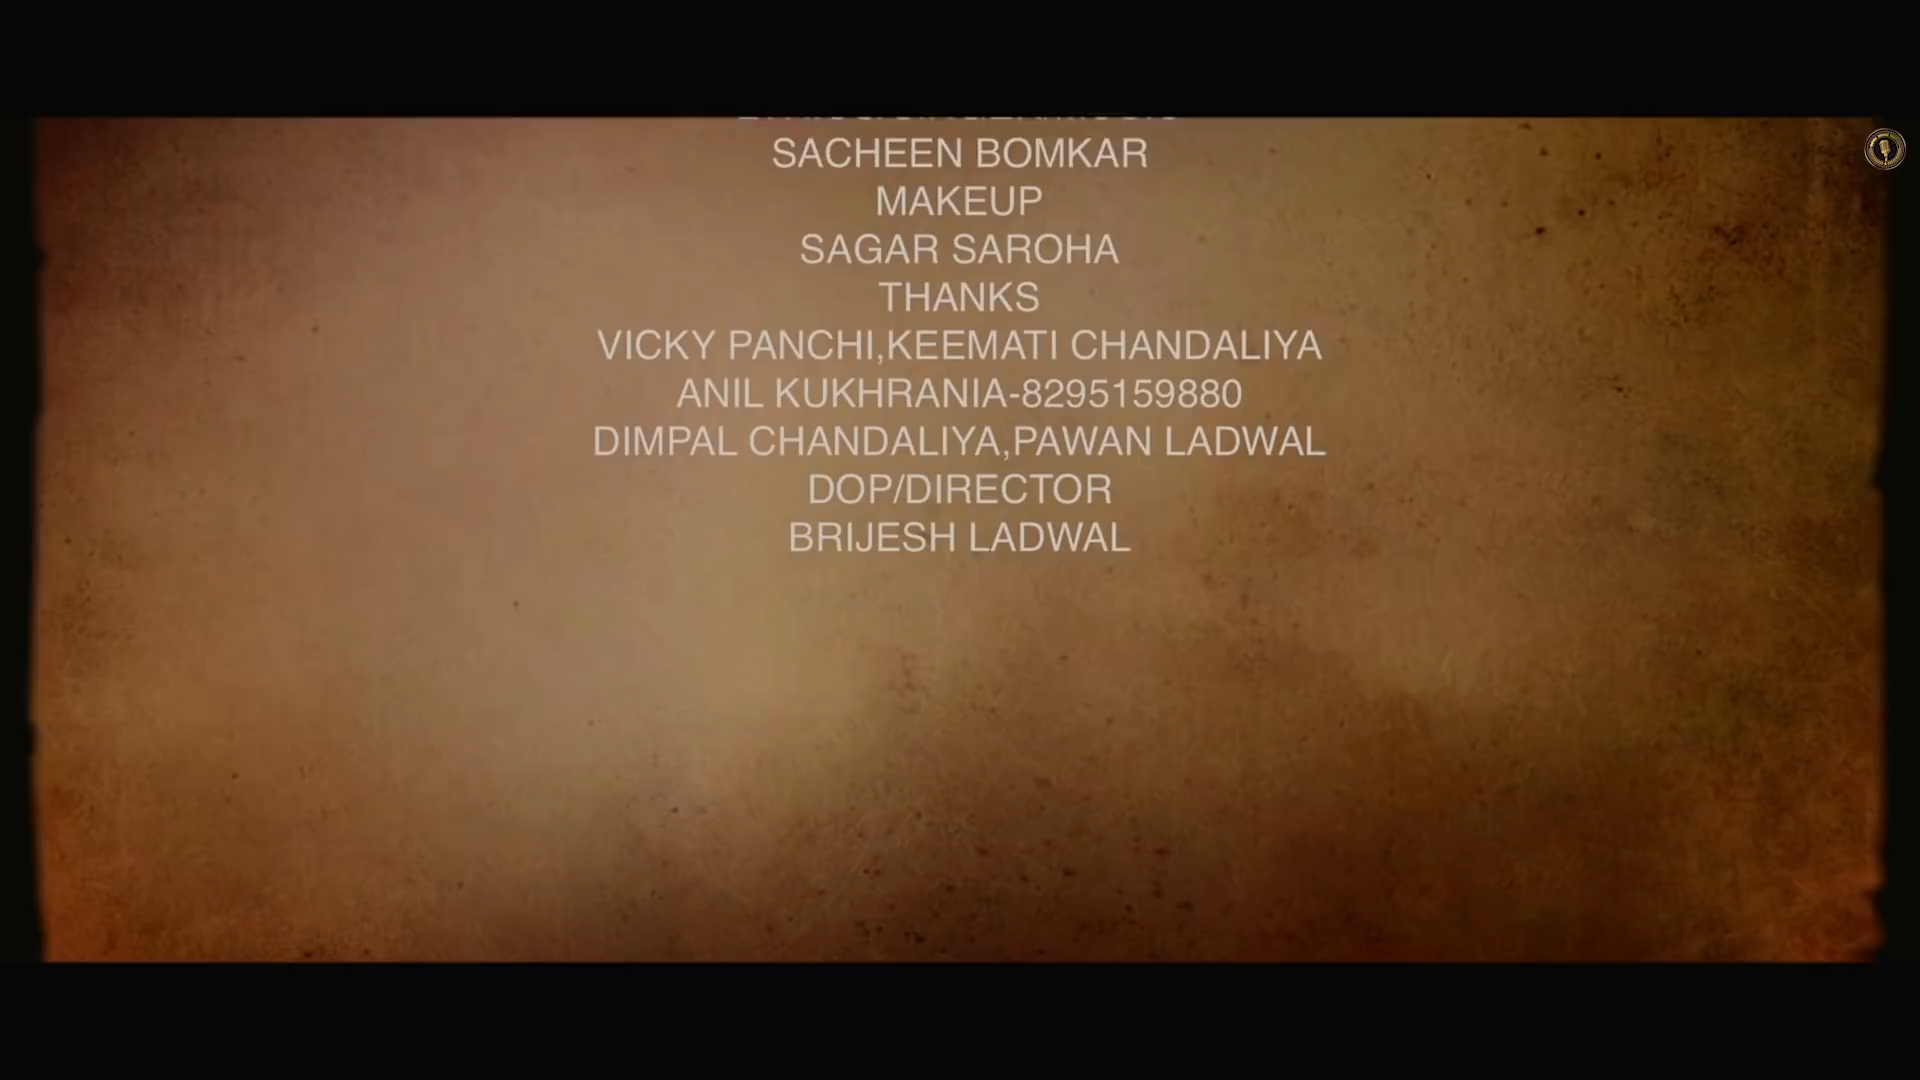 SACHEEN BOMKAR
MAKEUP
SAGAR SAROHA
THANKS
VICKY PANCHI,KEEMATI CHANDALIYA
ANIL KUKHRANIA-8295159880
DIMPAL CHANDALIYA,PAWAN LADWAL
DOP/DIRECTOR
BRIJESH LADWAL